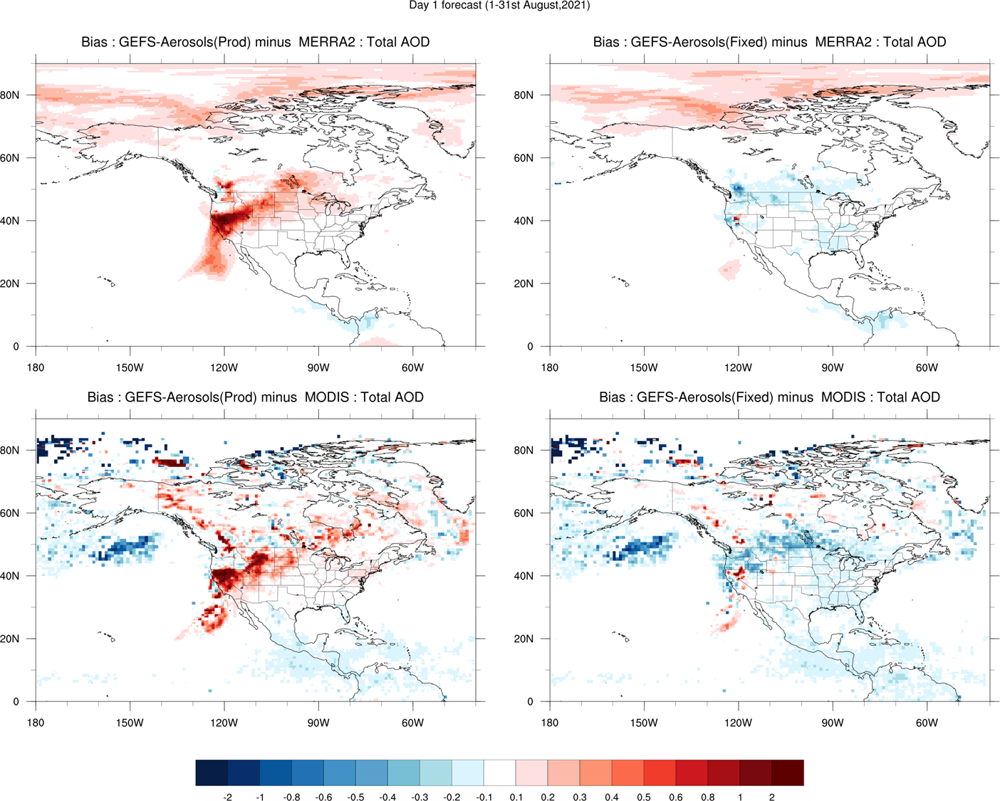 Day 1 forecast (1-31st August,2021)
Bias : GEFS-Aerosols(Prod) minus MERRA2 : Total AOD
80N
60N
40N
20N
0
180 150W 120W 90W 60W
Bias : GEFS-Aerosols(Fixed) minus MERRA2 : Total AOD
80N
60N
40N
20N
0
180 150W 120W 90W 60W
Bias : GEFS-Aerosols(Prod) minus MODIS : Total AOD
80N
60N
40N
20N
0
180 150W 120W 90W 60W
Bias : GEFS-Aerosols(Fixed) minus MODIS : Total AOD
80N
60N
40N
20N
0
180 150W 120W 90W 60W
-2 -1 -0.8 -0.6 -0.5 -0.4 -0.3 -0.2 -0.1 0.1 0.2 0.3 0.4 0.5 0.6 0.8 1 2